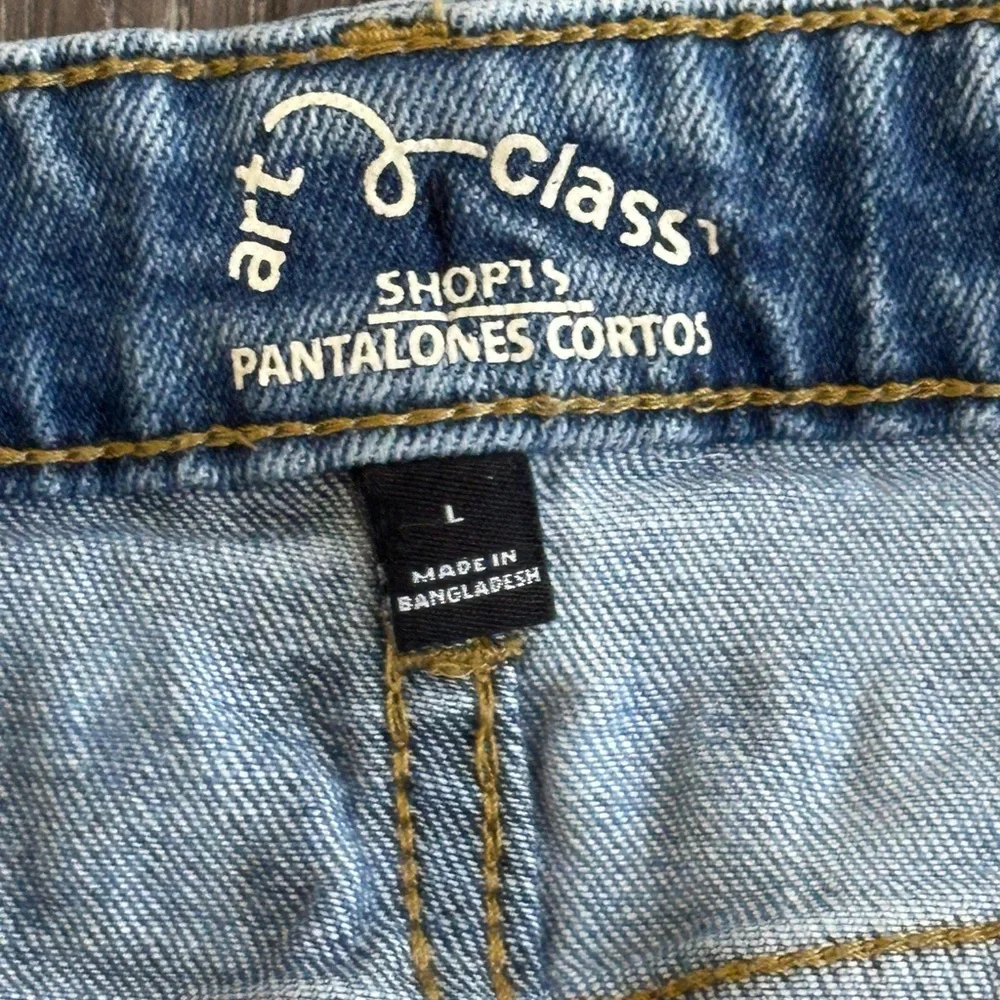 art class
SHORTS
PANTALONES CORTOS
L
MADE IN
BANGLADESH